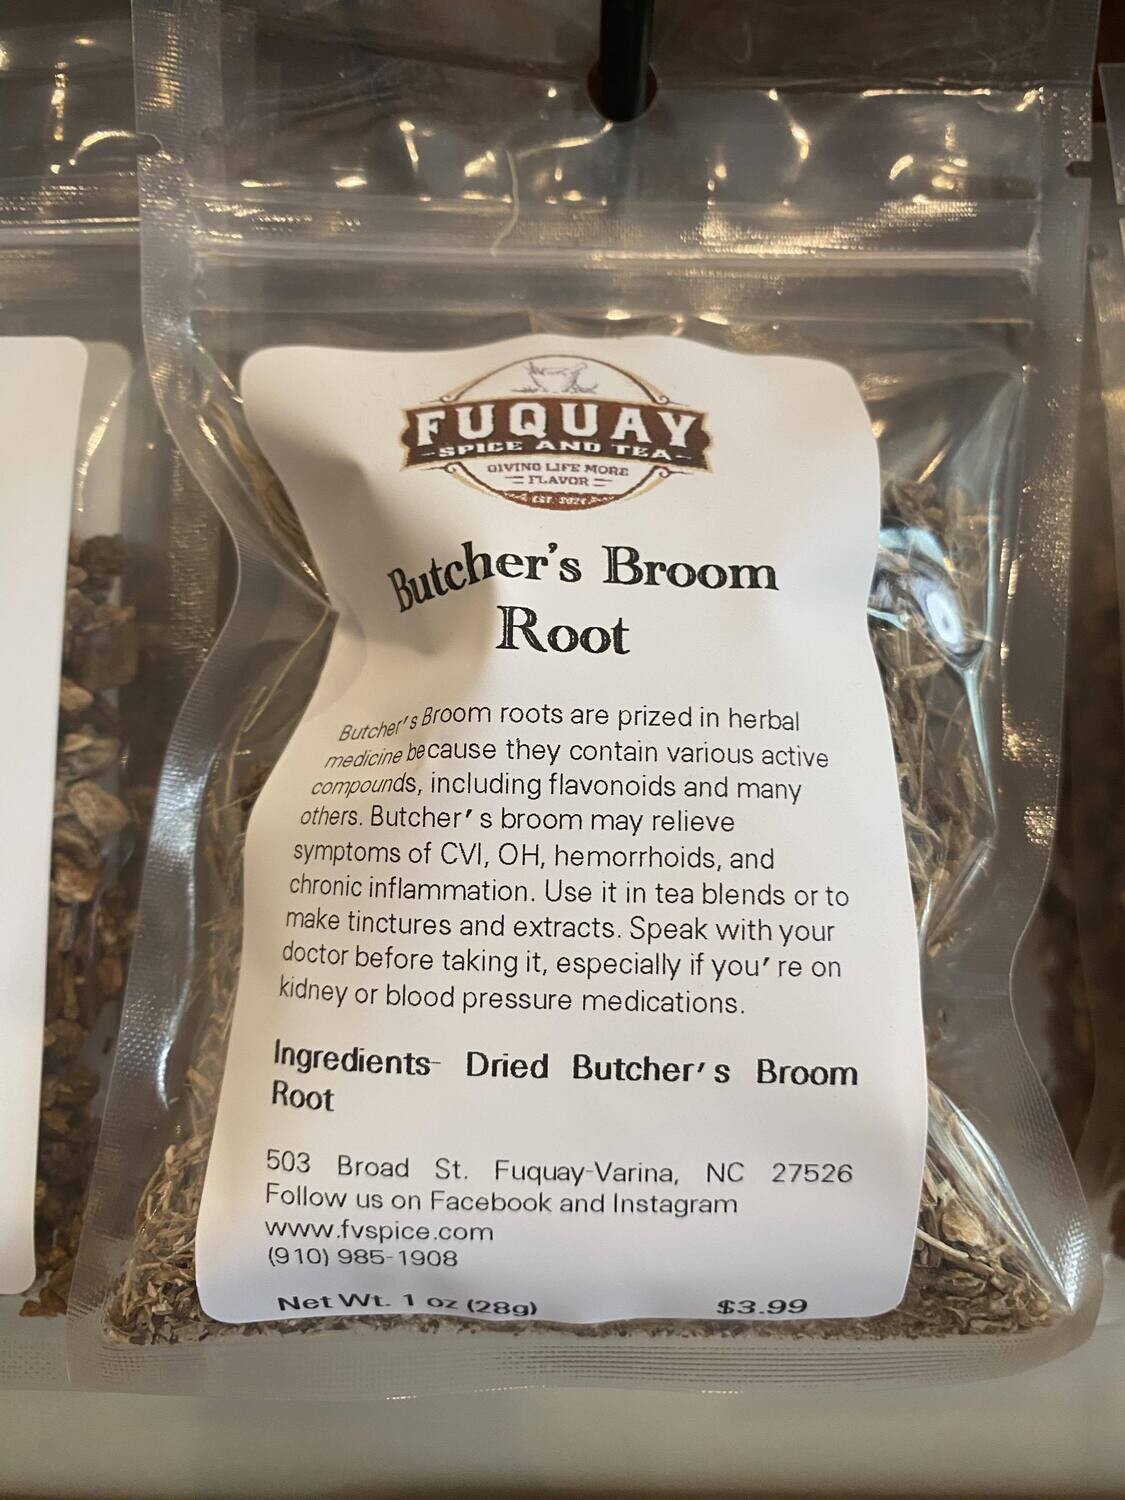 FUQUAY
SPICE AND TEA
GIVING LIFE MORE
FLAVOR
EST. 2021
Butcher's Broom
Root
Butcher's Broom roots are prized in herbal
medicine because they contain various active
compounds, including flavonoids and many
others. Butcher's broom may relieve
symptoms of CVI, OH, hemorrhoids, and
chronic inflammation. Use it in tea blends or to
make tinctures and extracts. Speak with your
doctor before taking it, especially if you're on
kidney or blood pressure medications.
Ingredients- Dried Butcher's Broom
Root
503 Broad St. Fuquay-Varina, NC 27526
Follow us on Facebook and Instagram
www.fvspice.com
(910) 985-1908
Net Wt. 1 oz (28g) $3.99